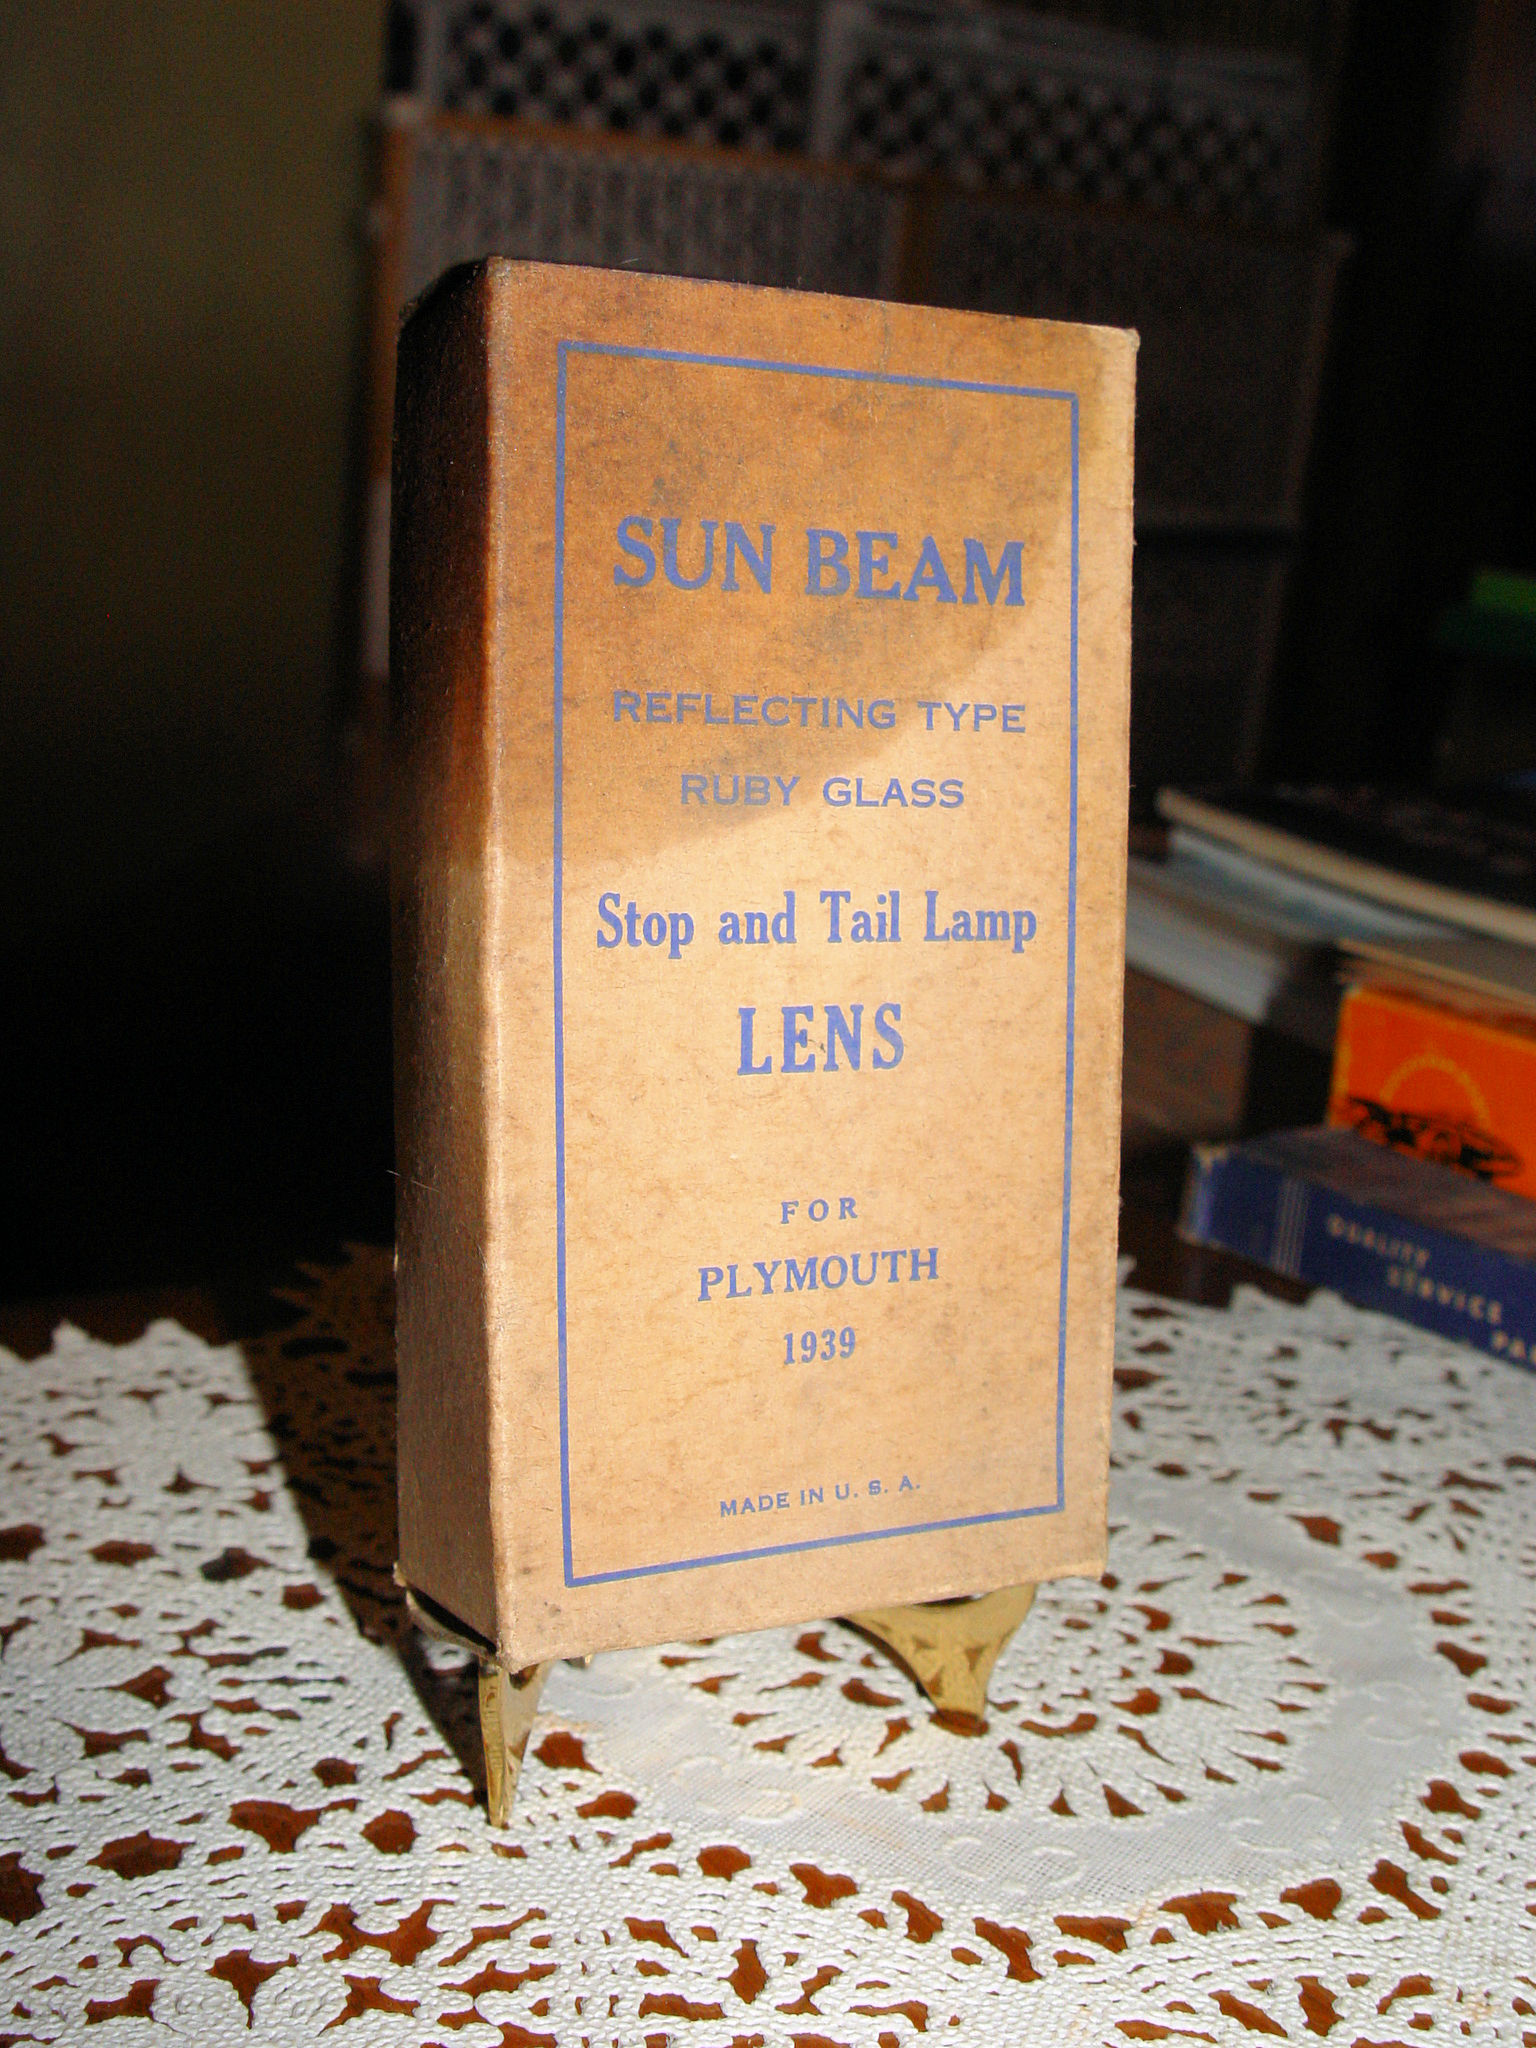 SUN BEAM
REFLECTING TYPE
RUBY GLASS
Stop and Tail Lamp
LENS
FOR
PLYMOUTH
1939
MADE IN U. S. A.
QUALITY
SERVICE